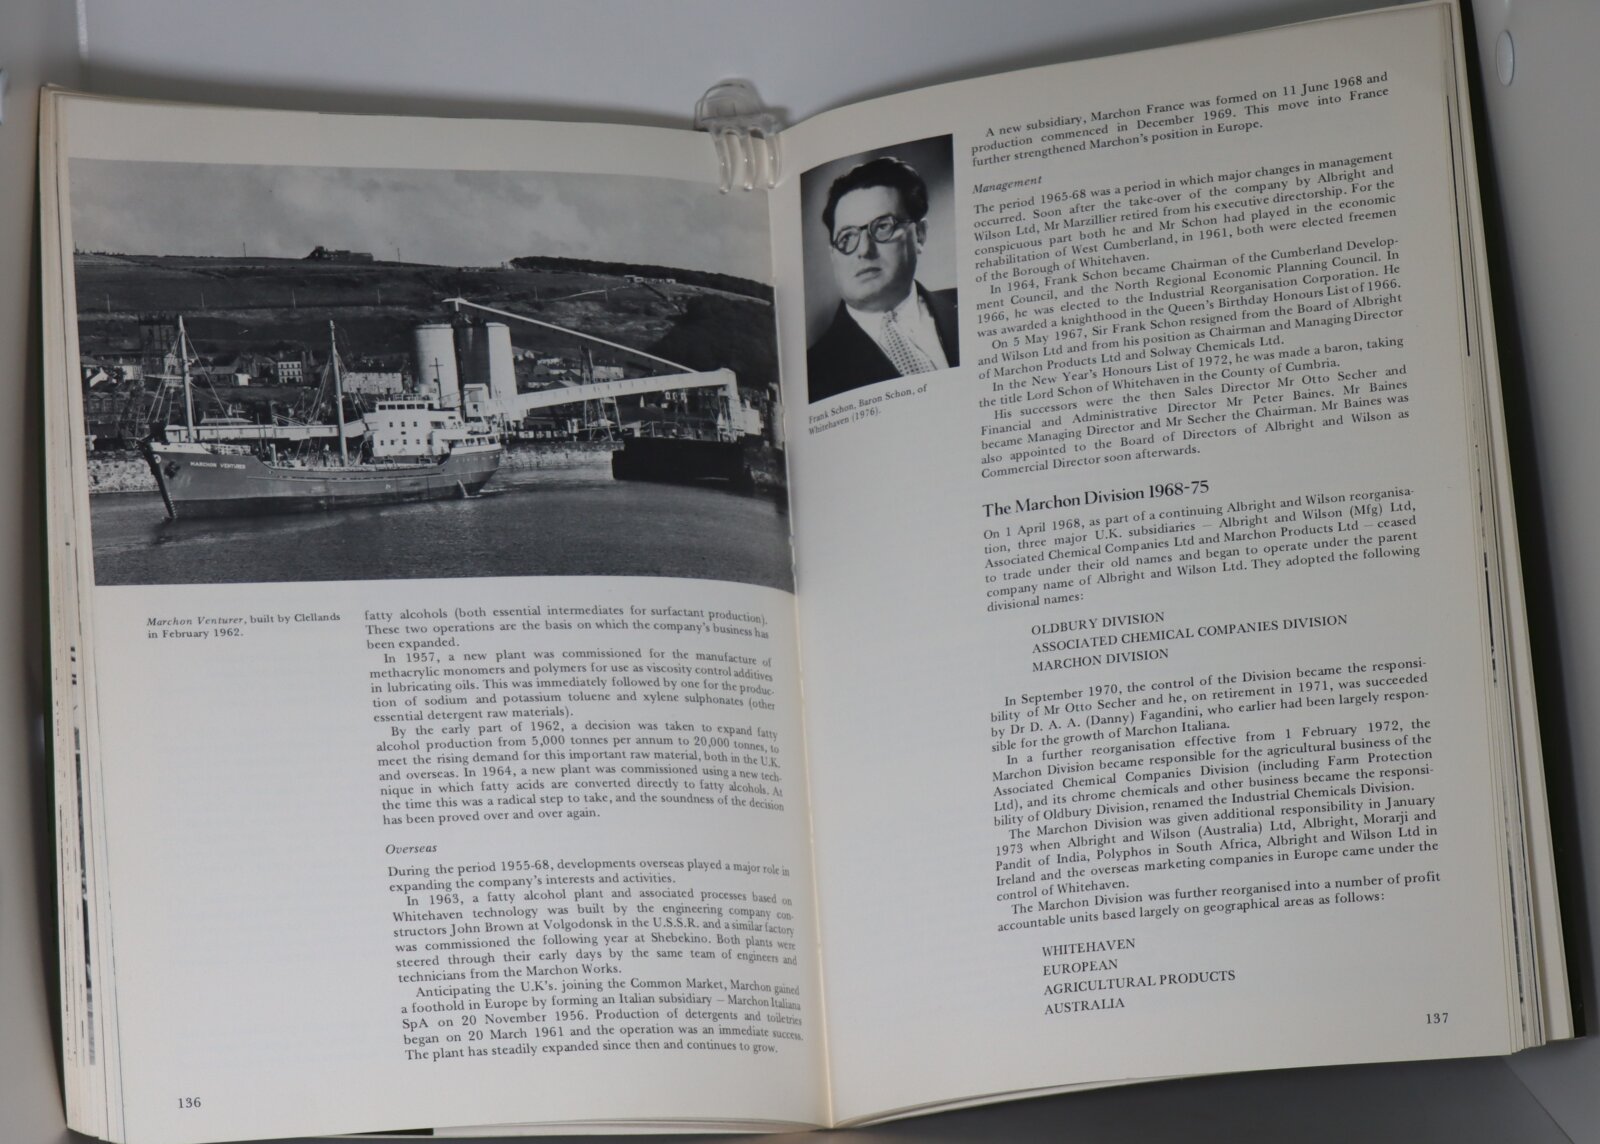 MARCHON VENTURER
Marchon Venturer, built by Clellands
in February 1962.
fatty alcohols (both essential intermediates for surfactant production).
These two operations are the basis on which the company's business has
been expanded.
In 1957, a new plant was commissioned for the manufacture of
methacrylic monomers and polymers for use as viscosity control additives
in lubricating oils. This was immediately followed by one for the produc-
tion of sodium and potassium toluene and xylene sulphonates (other
essential detergent raw materials).
By the early part of 1962, a decision was taken to expand fatty
alcohol production from 5,000 tonnes per annum to 20,000 tonnes, to
meet the rising demand for this important raw material, both in the U.K.
and overseas. In 1964, a new plant was commissioned using a new tech-
nique in which fatty acids are converted directly to fatty alcohols. At
the time this was a radical step to take, and the soundness of the decision
has been proved over and over again.
Overseas
During the period 1955-68, developments overseas played a major role in
expanding the company's interests and activities.
In 1963, a fatty alcohol plant and associated processes based on
Whitehaven technology was built by the engineering company con-
structors John Brown at Volgodonsk in the U.S.S.R. and a similar factory
was commissioned the following year at Shebekino. Both plants were
steered through their early days by the same team of engineers and
technicians from the Marchon Works.
Anticipating the U.K's. joining the Common Market, Marchon gained
a foothold in Europe by forming an Italian subsidiary — Marchon Italiana
SpA on 20 November 1956. Production of detergents and toiletries
began on 20 March 1961 and the operation was an immediate success.
The plant has steadily expanded since then and continues to grow.
136
Frank Schon, Baron Schon, of
Whitehaven (1976).
A new subsidiary, Marchon France was formed on 11 June 1968 and
production commenced in December 1969. This move into France
further strengthened Marchon's position in Europe.
Management
The period 1965-68 was a period in which major changes in management
occurred. Soon after the take-over of the company by Albright and
Wilson Ltd, Mr Marzillier retired from his executive directorship. For the
conspicuous part both he and Mr Schon had played in the economic
rehabilitation of West Cumberland, in 1961, both were elected freemen
of the Borough of Whitehaven.
In 1964, Frank Schon became Chairman of the Cumberland Develop-
ment Council, and the North Regional Economic Planning Council. In
1966, he was elected to the Industrial Reorganisation Corporation. He
was awarded a knighthood in the Queen's Birthday Honours List of 1966.
On 5 May 1967, Sir Frank Schon resigned from the Board of Albright
and Wilson Ltd and from his position as Chairman and Managing Director
of Marchon Products Ltd and Solway Chemicals Ltd.
In the New Year's Honours List of 1972, he was made a baron, taking
the title Lord Schon of Whitehaven in the County of Cumbria.
His successors were the then Sales Director Mr Otto Secher and
Financial and Administrative Director Mr Peter Baines. Mr Baines
became Managing Director and Mr Secher the Chairman. Mr Baines was
also appointed to the Board of Directors of Albright and Wilson as
Commercial Director soon afterwards.
The Marchon Division 1968-75
On 1 April 1968, as part of a continuing Albright and Wilson reorganisa-
tion, three major U.K. subsidiaries — Albright and Wilson (Mfg) Ltd,
Associated Chemical Companies Ltd and Marchon Products Ltd — ceased
to trade under their old names and began to operate under the parent
company name of Albright and Wilson Ltd. They adopted the following
divisional names:
OLDBURY DIVISION
ASSOCIATED CHEMICAL COMPANIES DIVISION
MARCHON DIVISION
In September 1970, the control of the Division became the responsi-
bility of Mr Otto Secher and he, on retirement in 1971, was succeeded
by Dr D. A. A. (Danny) Fagandini, who earlier had been largely respon-
sible for the growth of Marchon Italiana.
In a further reorganisation effective from 1 February 1972, the
Marchon Division became responsible for the agricultural business of the
Associated Chemical Companies Division (including Farm Protection
Ltd), and its chrome chemicals and other business became the responsi-
bility of Oldbury Division, renamed the Industrial Chemicals Division.
The Marchon Division was given additional responsibility in January
1973 when Albright and Wilson (Australia) Ltd, Albright, Morarji and
Pandit of India, Polyphos in South Africa, Albright and Wilson Ltd in
Ireland and the overseas marketing companies in Europe came under the
control of Whitehaven.
The Marchon Division was further reorganised into a number of profit
accountable units based largely on geographical areas as follows:
WHITEHAVEN
EUROPEAN
AGRICULTURAL PRODUCTS
AUSTRALIA
137